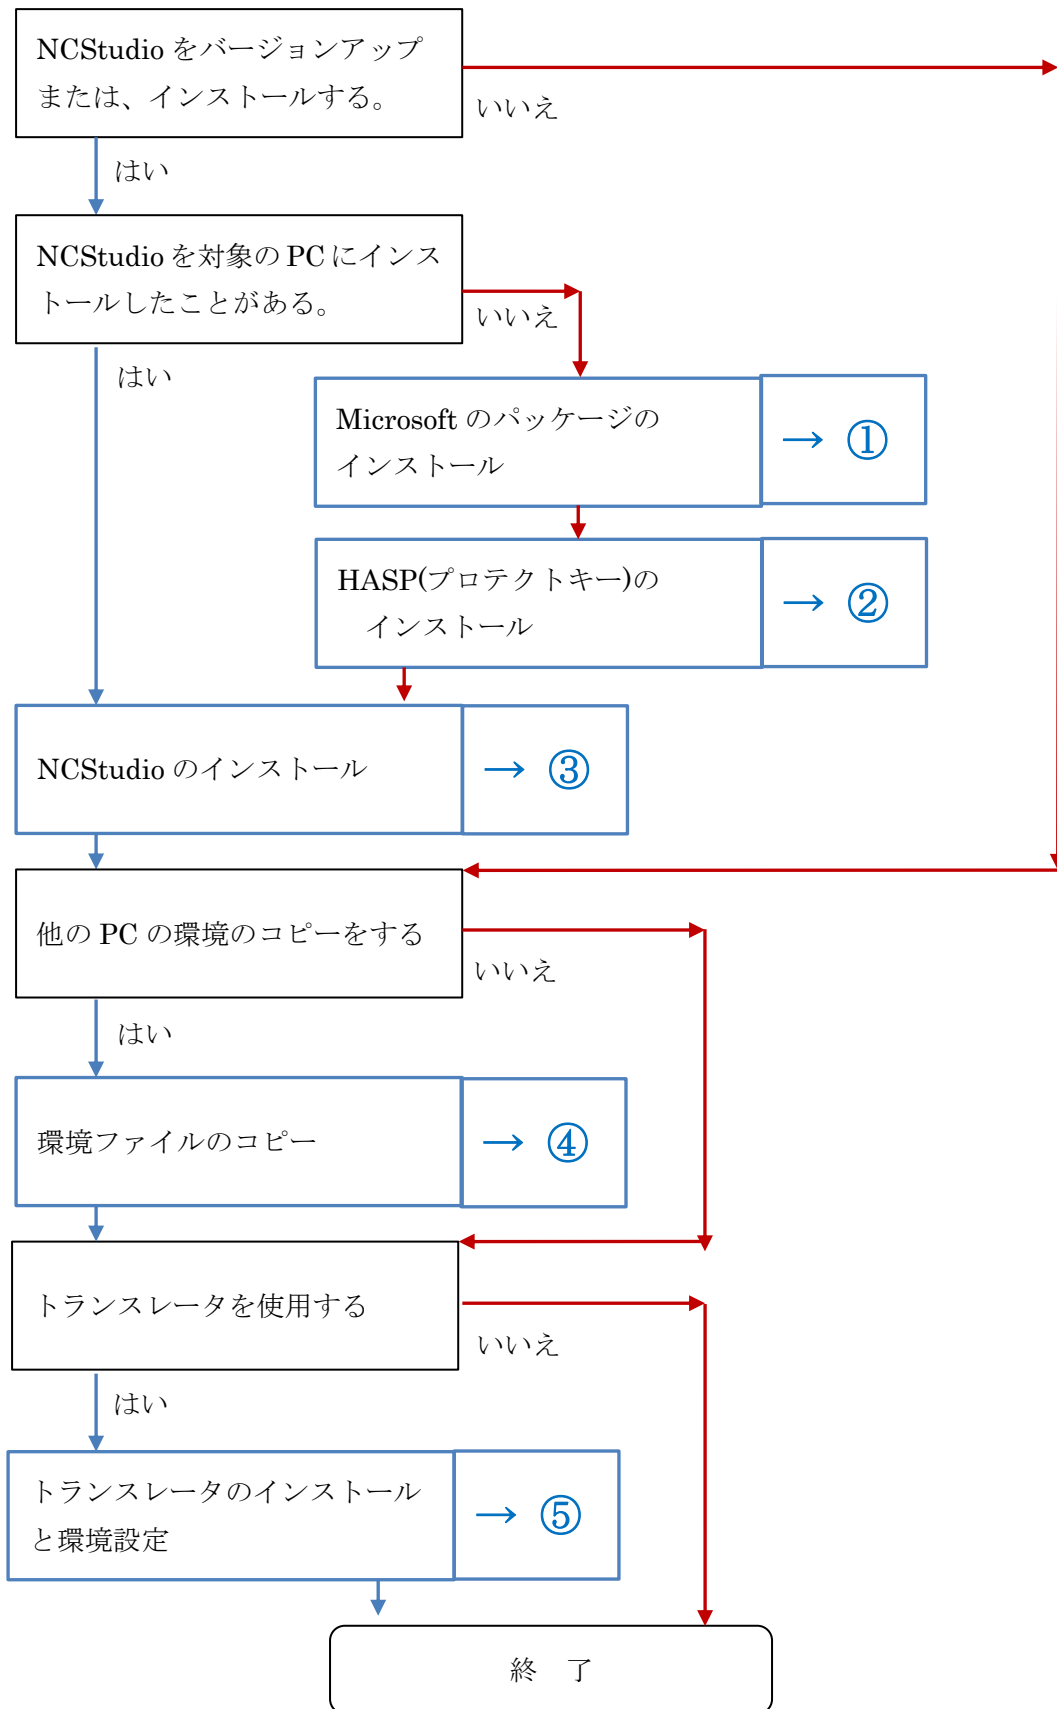 NCStudio をバージョンアップ
または、インストールする。
いいえ
はい
NCStudio を対象の PC にインス
トールしたことがある。
いいえ
はい
Microsoft のパッケージの
インストール
→ ①
HASP(プロテクトキー)の
インストール
→ ②
NCStudio のインストール
→ ③
他の PC の環境のコピーをする
いいえ
はい
環境ファイルのコピー
→ ④
トランスレータを使用する
いいえ
はい
トランスレータのインストール
と環境設定
→ ⑤
終　了